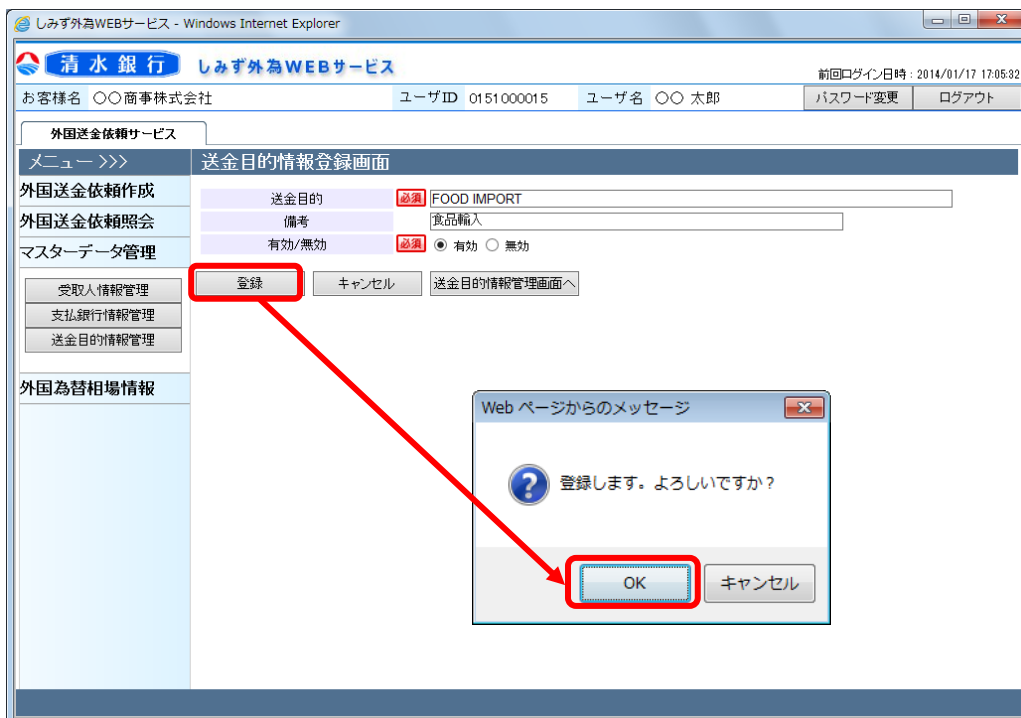 しみず外為WEBサービス - Windows Internet Explorer
清水銀行 しみず外為WEBサービス
前回ログイン日時 : 2014/01/17 17:05:32
お客様名 〇〇商事株式会社 ユーザID 0151000015 ユーザ名 〇〇 太郎 パスワード変更 ログアウト
外国送金依頼サービス
メニュー >>> 送金目的情報登録画面
外国送金依頼作成
外国送金依頼照会
マスターデータ管理
受取人情報管理
支払銀行情報管理
送金目的情報管理
外国為替相場情報
送金目的 必須 FOOD IMPORT
備考 食品輸入
有効/無効 必須 有効 無効
登録 キャンセル 送金目的情報管理画面へ
Web ページからのメッセージ
登録します。よろしいですか？
OK キャンセル